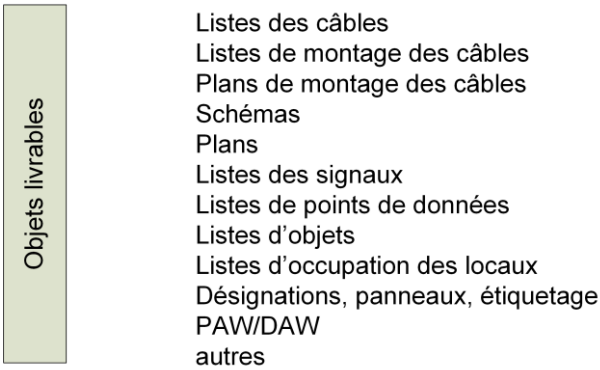 Objets livrables
Listes des câbles
Listes de montage des câbles
Plans de montage des câbles
Schémas
Plans
Listes des signaux
Listes de points de données
Listes d’objets
Listes d’occupation des locaux
Désignations, panneaux, étiquetage
PAW/DAW
autres